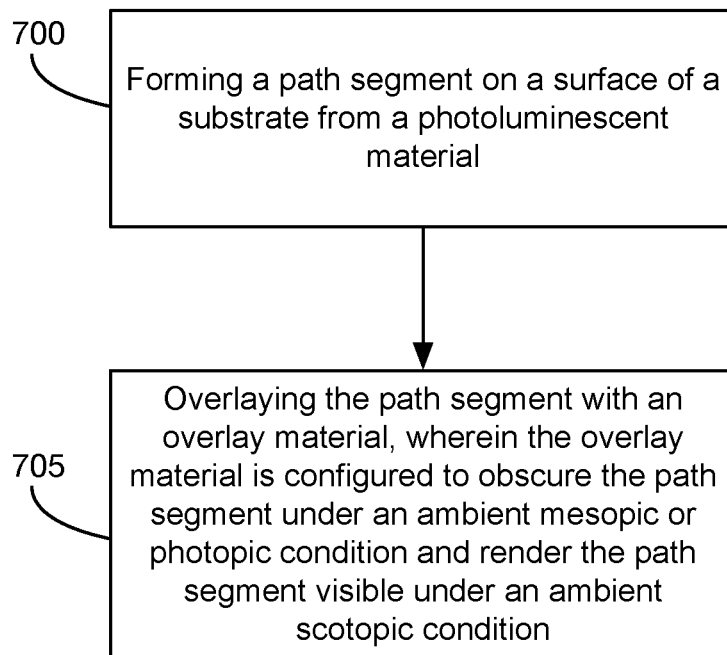 700
Forming a path segment on a surface of a
substrate from a photoluminescent
material
705
Overlaying the path segment with an
overlay material, wherein the overlay
material is configured to obscure the path
segment under an ambient mesopic or
photopic condition and render the path
segment visible under an ambient
scotopic condition